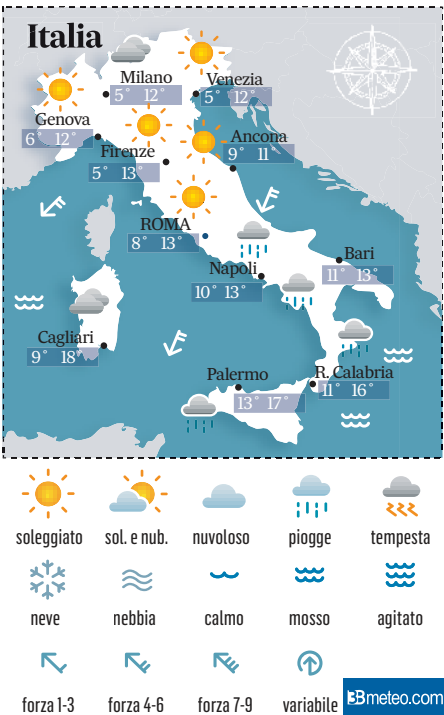 Italia
Milano
5° 12°
Venezia
5° 12°
Genova
6° 12°
Ancona
9° 11°
Firenze
5° 13°
ROMA
8° 13°
Bari
11° 13°
Napoli
10° 13°
Cagliari
9° 18°
Palermo
13° 17°
R. Calabria
11° 16°
soleggiato sol. e nub. nuvoloso piogge tempesta
neve nebbia calmo mosso agitato
forza 1-3 forza 4-6 forza 7-9 variabile
3Bmeteo.com